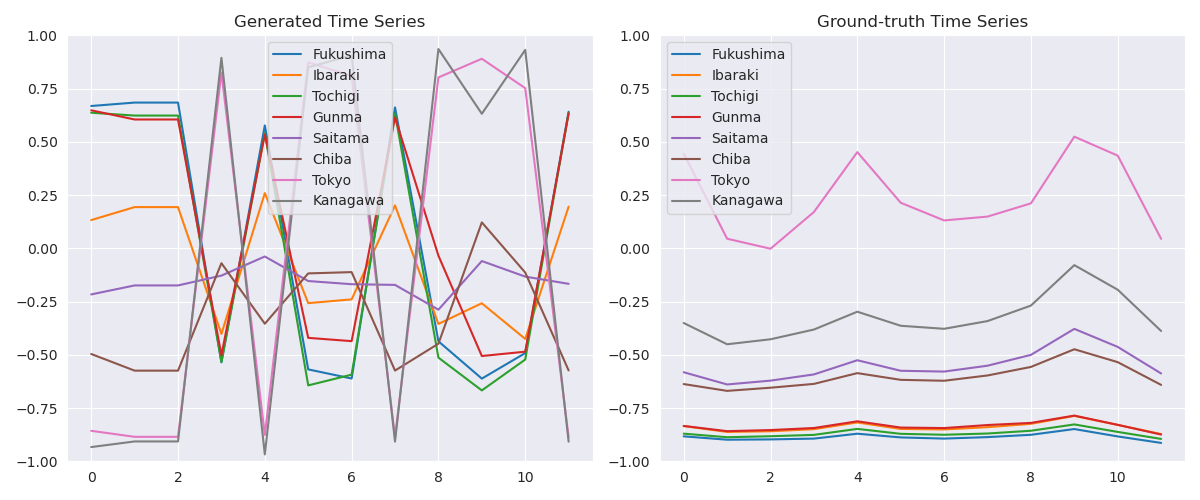 Generated Time Series
1.00
0.75
0.50
0.25
0.00
−0.25
−0.50
−0.75
−1.00
0
2
4
6
8
10
Fukushima
Ibaraki
Tochigi
Gunma
Saitama
Chiba
Tokyo
Kanagawa
Ground-truth Time Series
1.00
0.75
0.50
0.25
0.00
−0.25
−0.50
−0.75
−1.00
0
2
4
6
8
10
Fukushima
Ibaraki
Tochigi
Gunma
Saitama
Chiba
Tokyo
Kanagawa